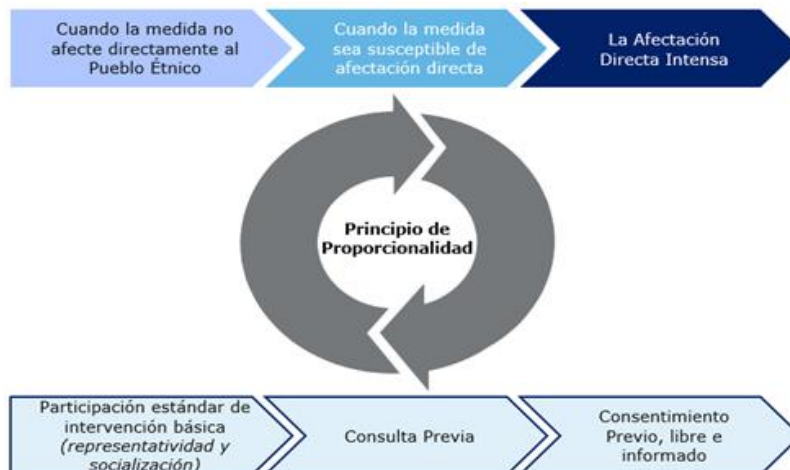 Cuando la medida no
afecte directamente al
Pueblo Étnico
Cuando la medida
sea susceptible de
afectación directa
La Afectación
Directa Intensa
Principio de
Proporcionalidad
Participación estándar de
intervención básica
(representatividad y
socialización)
Consulta Previa
Consentimiento
Previo, libre e
informado